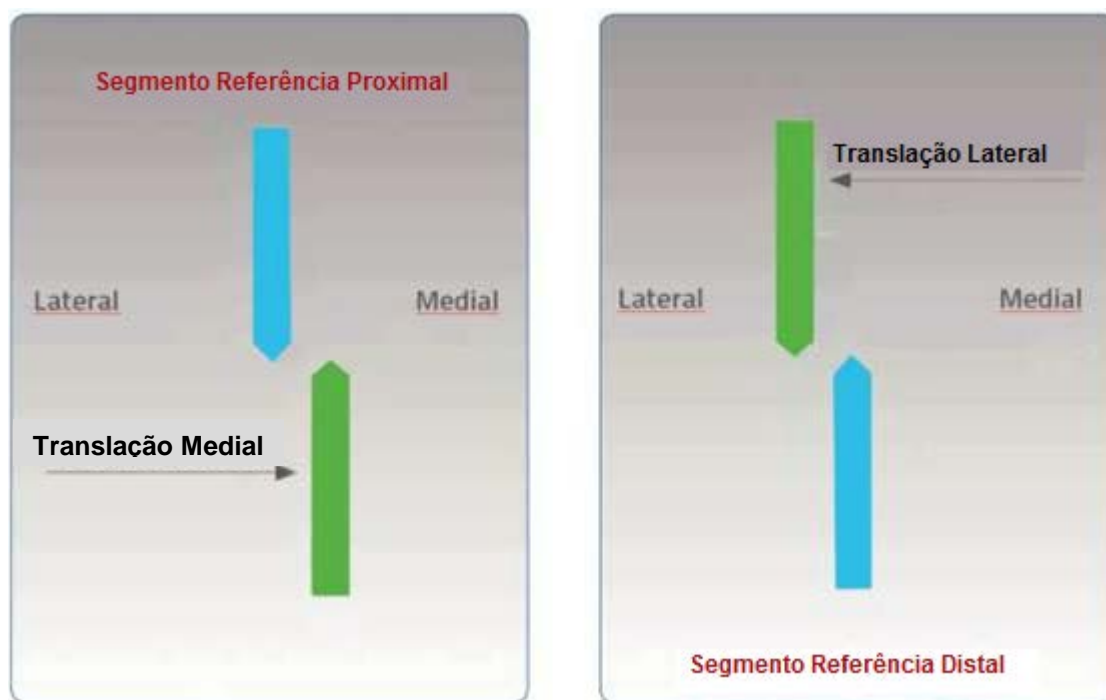 Segmento Referência Proximal
Lateral
Medial
Translação Medial
Translação Lateral
Lateral
Medial
Segmento Referência Distal